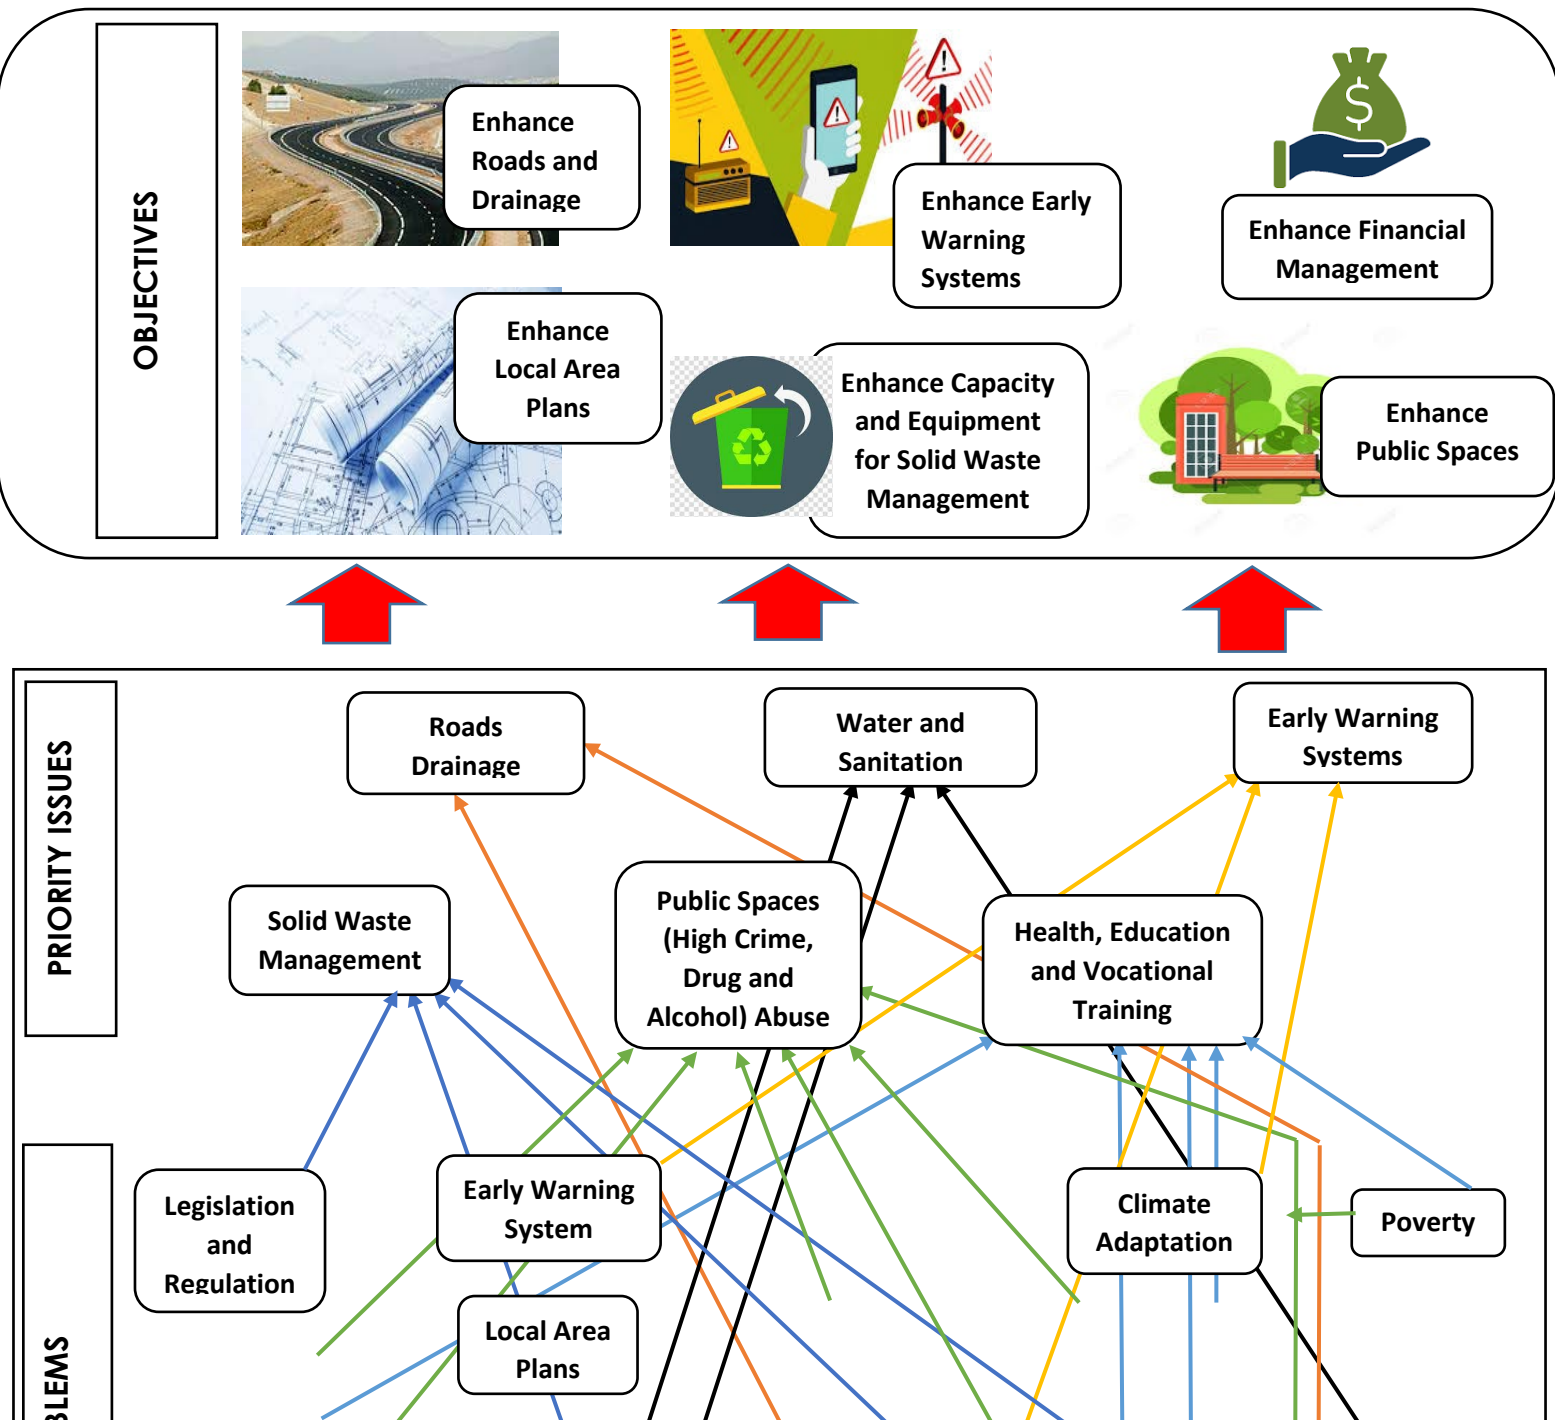 OBJECTIVES
Enhance
Roads and
Drainage
Enhance Early
Warning
Systems
$
Enhance Financial
Management
Enhance
Local Area
Plans
Enhance Capacity
and Equipment
for Solid Waste
Management
Enhance
Public Spaces
PRIORITY ISSUES
Roads
Drainage
Water and
Sanitation
Early Warning
Systems
Solid Waste
Management
Public Spaces
(High Crime,
Drug and
Alcohol) Abuse
Health, Education
and Vocational
Training
BLEMS
Legislation
and
Regulation
Early Warning
System
Climate
Adaptation
Poverty
Local Area
Plans